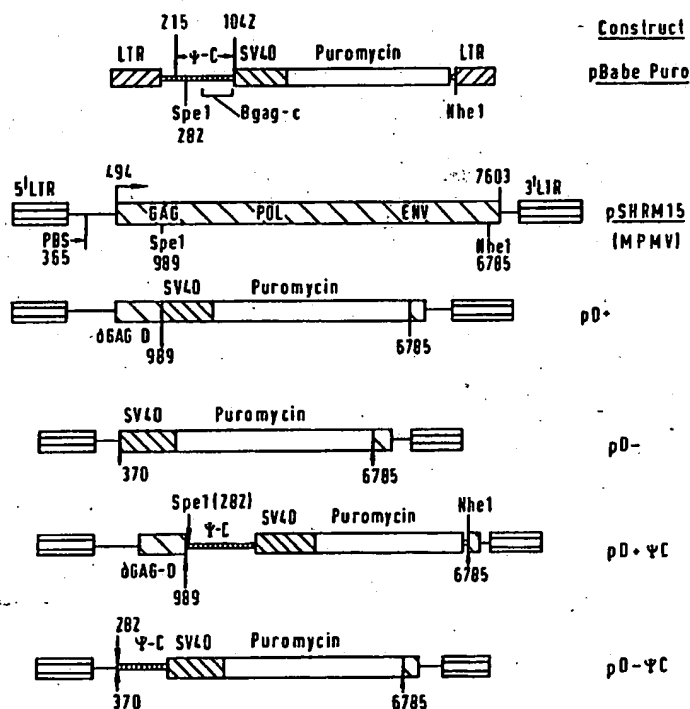 Construct
215 1042
LTR Ψ-C SV40 Puromycin LTR
pBabe Puro
Spe1 Bgag-c Nhe1
282
494 7603
5'LTR 3'LTR
GAG POL ENV
pSHRM15
PBS Spe1 Nhe1 (MPMV)
365 989 6785
SV40 Puromycin
pD+
∂GAG D 989 6785
SV40 Puromycin
pD-
370 6785
Spe1(282) Nhe1
Ψ-C SV40 Puromycin
pD+ΨC
∂GAG-D 6785
989
282
Ψ-C SV40 Puromycin
pD-ΨC
370 6785